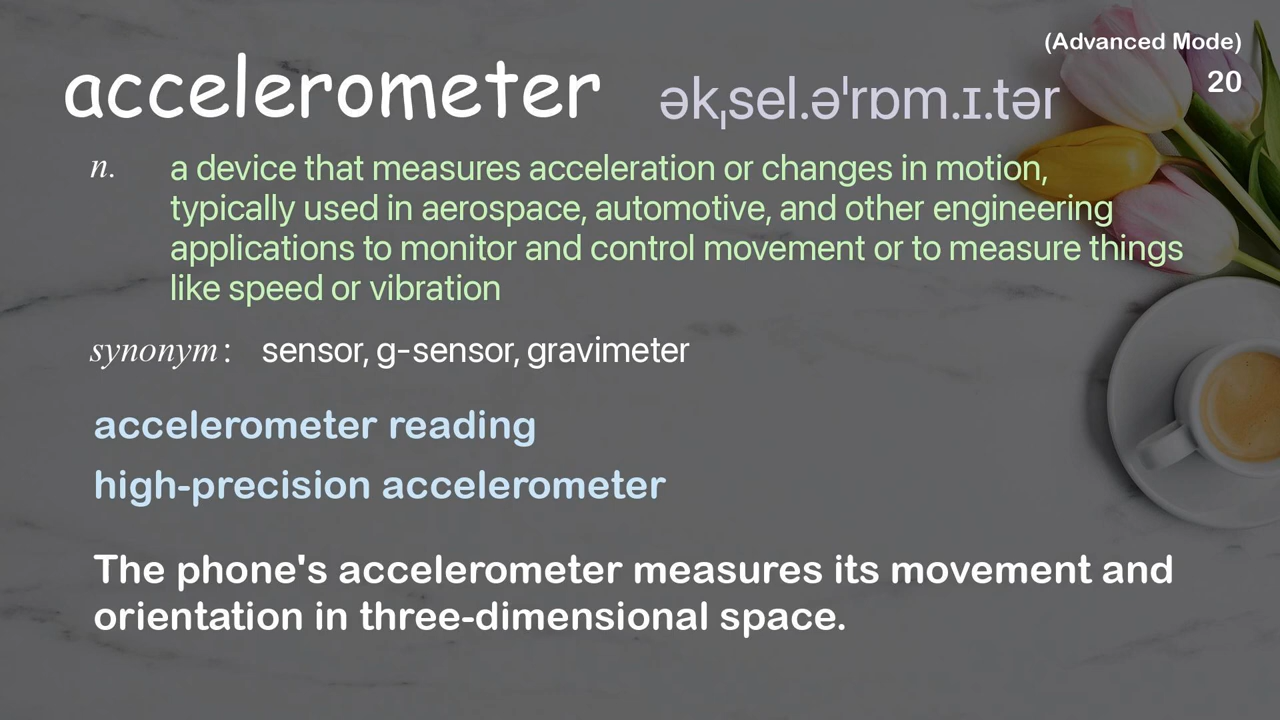 (Advanced Mode)
accelerometer əkˌsel.əˈrɒm.ɪ.tər 20
n. a device that measures acceleration or changes in motion,
typically used in aerospace, automotive, and other engineering
applications to monitor and control movement or to measure things
like speed or vibration
synonym: sensor, g-sensor, gravimeter
accelerometer reading
high-precision accelerometer
The phone's accelerometer measures its movement and
orientation in three-dimensional space.